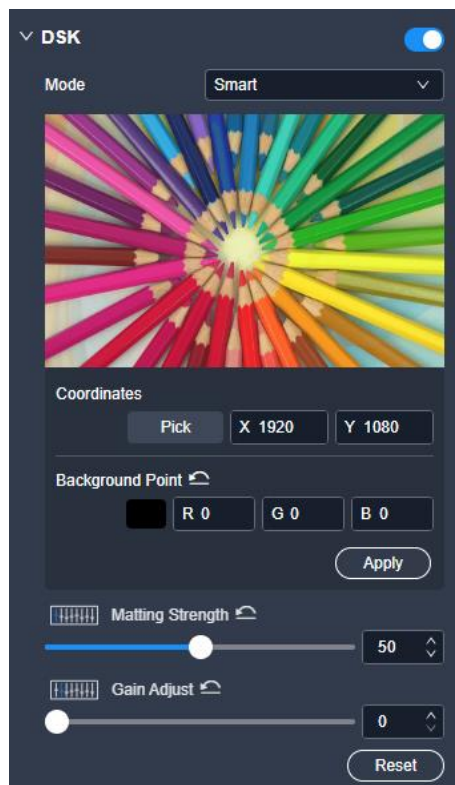 DSK
Mode Smart
Coordinates
Pick X 1920 Y 1080
Background Point
R 0 G 0 B 0
Apply
Matting Strength
50
Gain Adjust
0
Reset